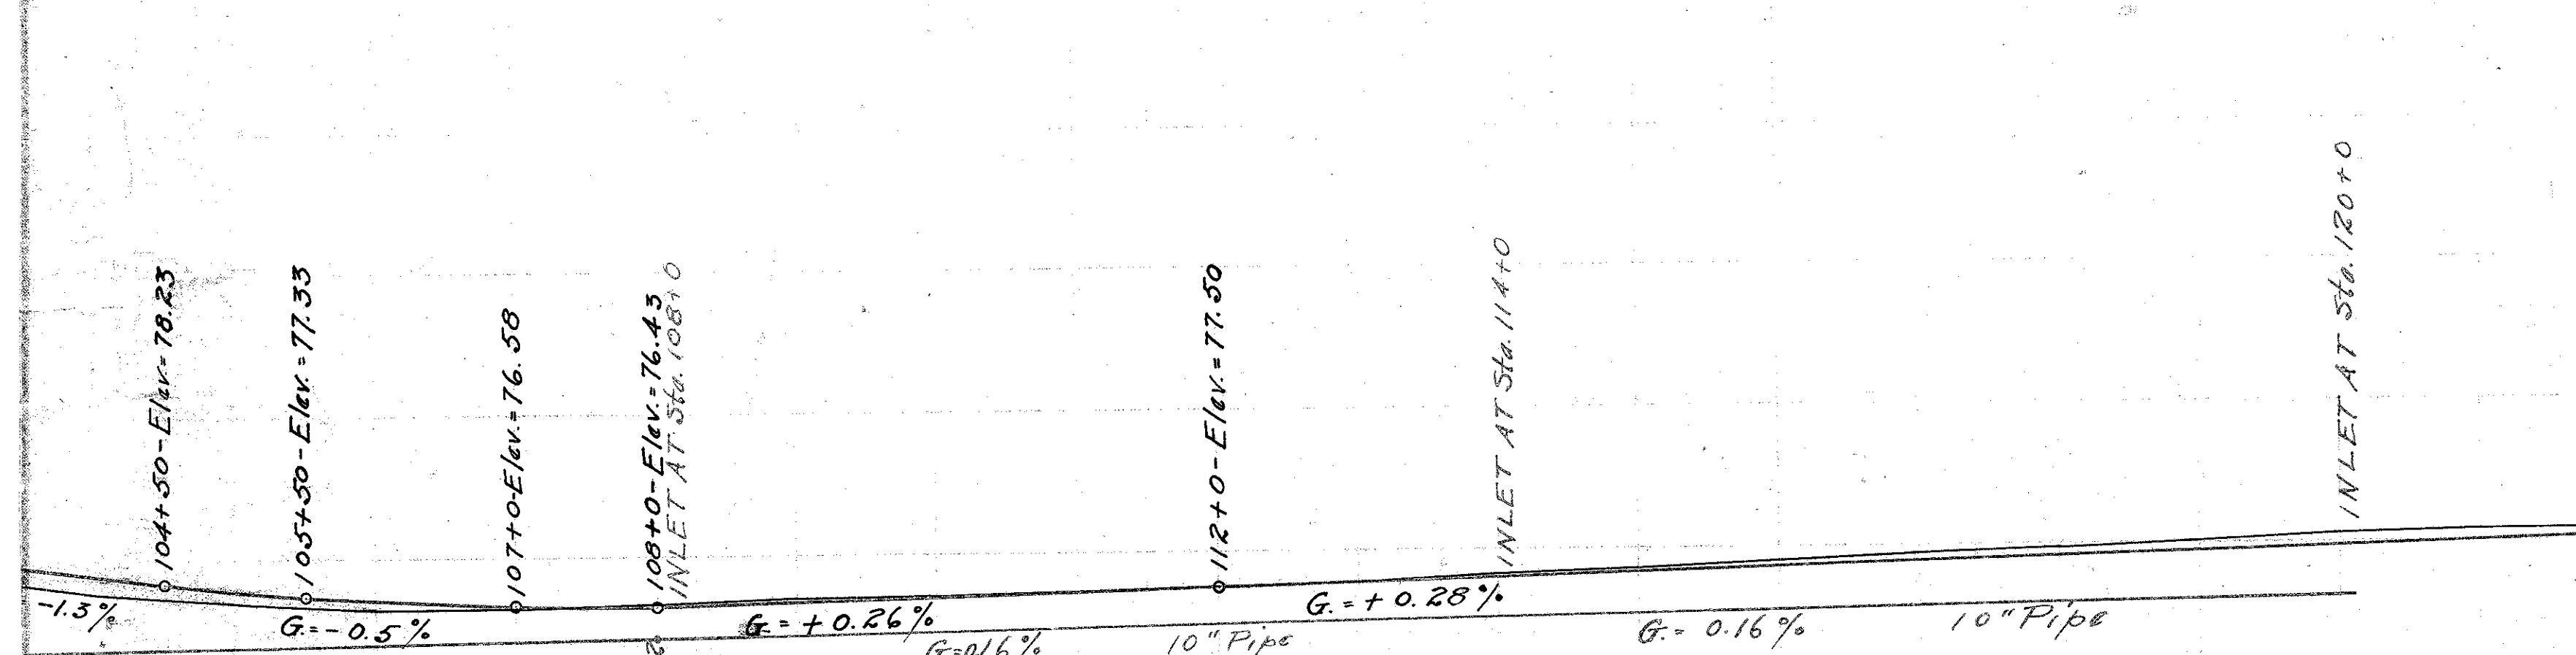 104+50-Elev.=78.23
105+50-Elev.=77.33
107+0-Elev.=76.58
108+0-Elev.=76.43
INLET AT Sta. 108+0
112+0-Elev.=77.50
INLET AT Sta. 114+0
INLET AT Sta. 120+0
-1.3%
G.=-0.5%
G.=+0.26%
G.=+0.28%
G=0.16%
10" Pipe
G.= 0.16%
10" Pipe